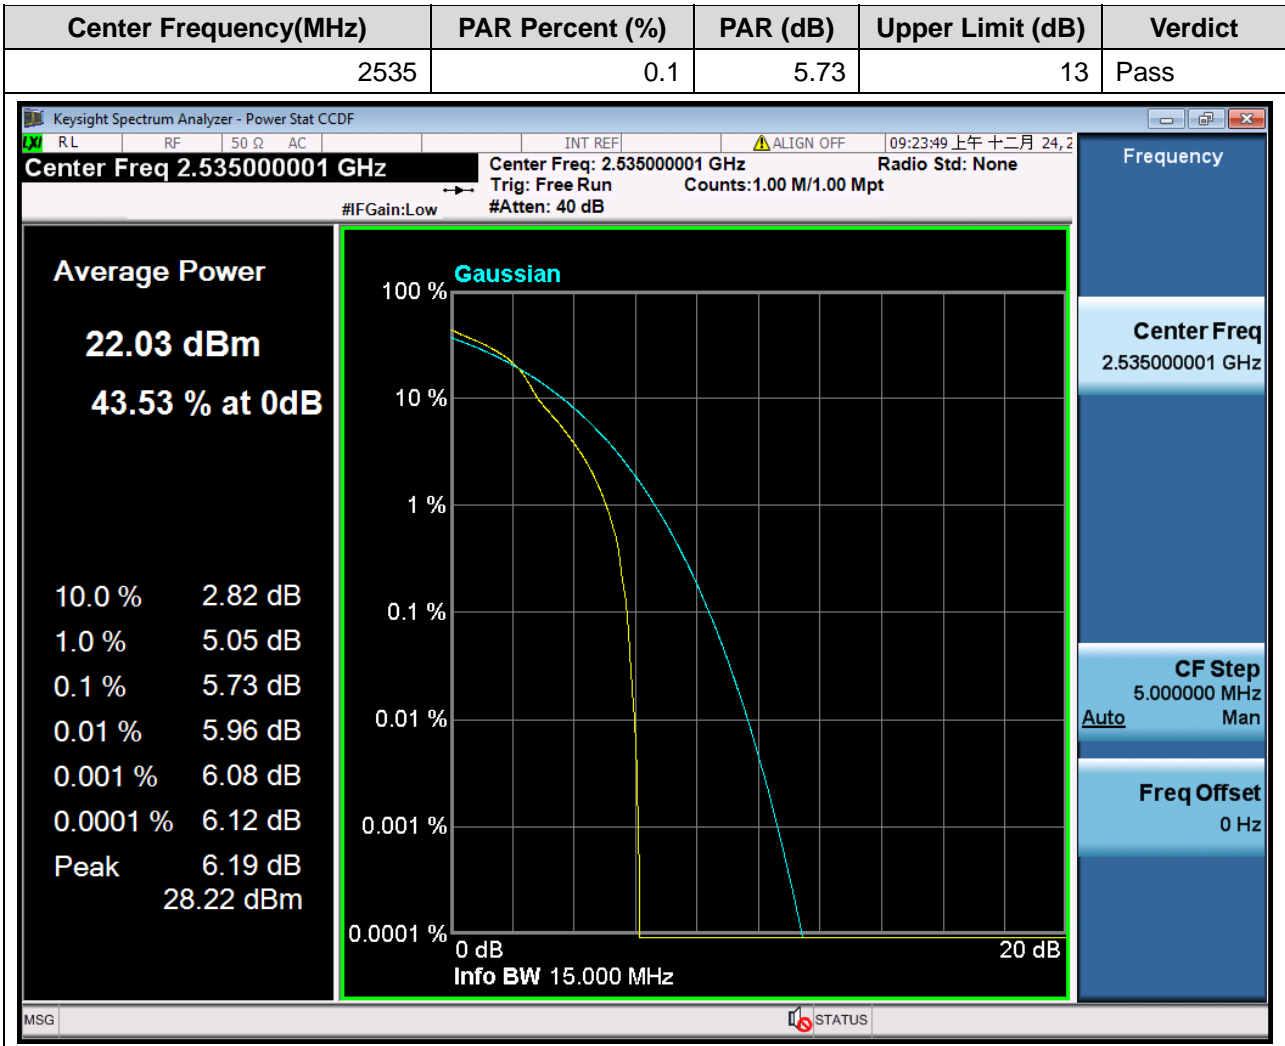 Center Frequency(MHz) PAR Percent (%) PAR (dB) Upper Limit (dB) Verdict
2535 0.1 5.73 13 Pass
Keysight Spectrum Analyzer - Power Stat CCDF
LXI RL RF 50 Ω AC INT REF ALIGN OFF 09:23:49 上午 十二月 24, 2
Center Freq 2.535000001 GHz
#IFGain:Low
Center Freq: 2.535000001 GHz Radio Std: None
Trig: Free Run Counts:1.00 M/1.00 Mpt
#Atten: 40 dB
Average Power
22.03 dBm
43.53 % at 0dB
10.0 % 2.82 dB
1.0 % 5.05 dB
0.1 % 5.73 dB
0.01 % 5.96 dB
0.001 % 6.08 dB
0.0001 % 6.12 dB
Peak 6.19 dB
28.22 dBm
Gaussian
100 %
10 %
1 %
0.1 %
0.01 %
0.001 %
0.0001 %
0 dB 20 dB
Info BW 15.000 MHz
Frequency
Center Freq
2.535000001 GHz
CF Step
5.000000 MHz
Auto Man
Freq Offset
0 Hz
MSG STATUS